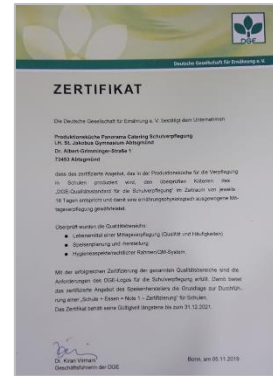 DGE
Deutsche Gesellschaft für Ernährung e. V.
ZERTIFIKAT
Die Deutsche Gesellschaft für Ernährung e. V. bestätigt dem Unternehmen
Produktionsküche Panorama Catering Schulverpflegung
i.H. St. Jakobus Gymnasium Abtsgmünd
Dr. Albert-Grimminger-Straße 1
73453 Abtsgmünd
dass das zertifizierte Angebot, das in der Produktionsküche für die Verpflegung
in Schulen produziert wird, den überprüften Kriterien des
„DGE-Qualitätsstandard für die Schulverpflegung" im Zeitraum von jeweils
entspricht und damit eine ernährungsphysiologisch ausgewogene Mit-
tagsverpflegung gewährleistet.
Überprüft wurden die Qualitätsbereiche:
● Lebensmittel einer Mittagsverpflegung (Qualität und Häufigkeiten)
● Speisenplanung und -herstellung
● Hygienespezifischer Rahmen/QM-System
Mit der erfolgreichen Zertifizierung der genannten Qualitätsbereiche sind die
Anforderungen des DGE-Logos für die Schulverpflegung erfüllt. Damit bietet
das zertifizierte Angebot des Speisenherstellers die Grundlage zur Durchfüh-
rung einer „Schule + Essen = Note 1 – Zertifizierung" für Schulen.
Das Zertifikat behält seine Gültigkeit längstens bis zum 31.12.2021.
Dr. Kiran Virmani
Geschäftsführerin der DGE
Bonn, am 05.11.2019